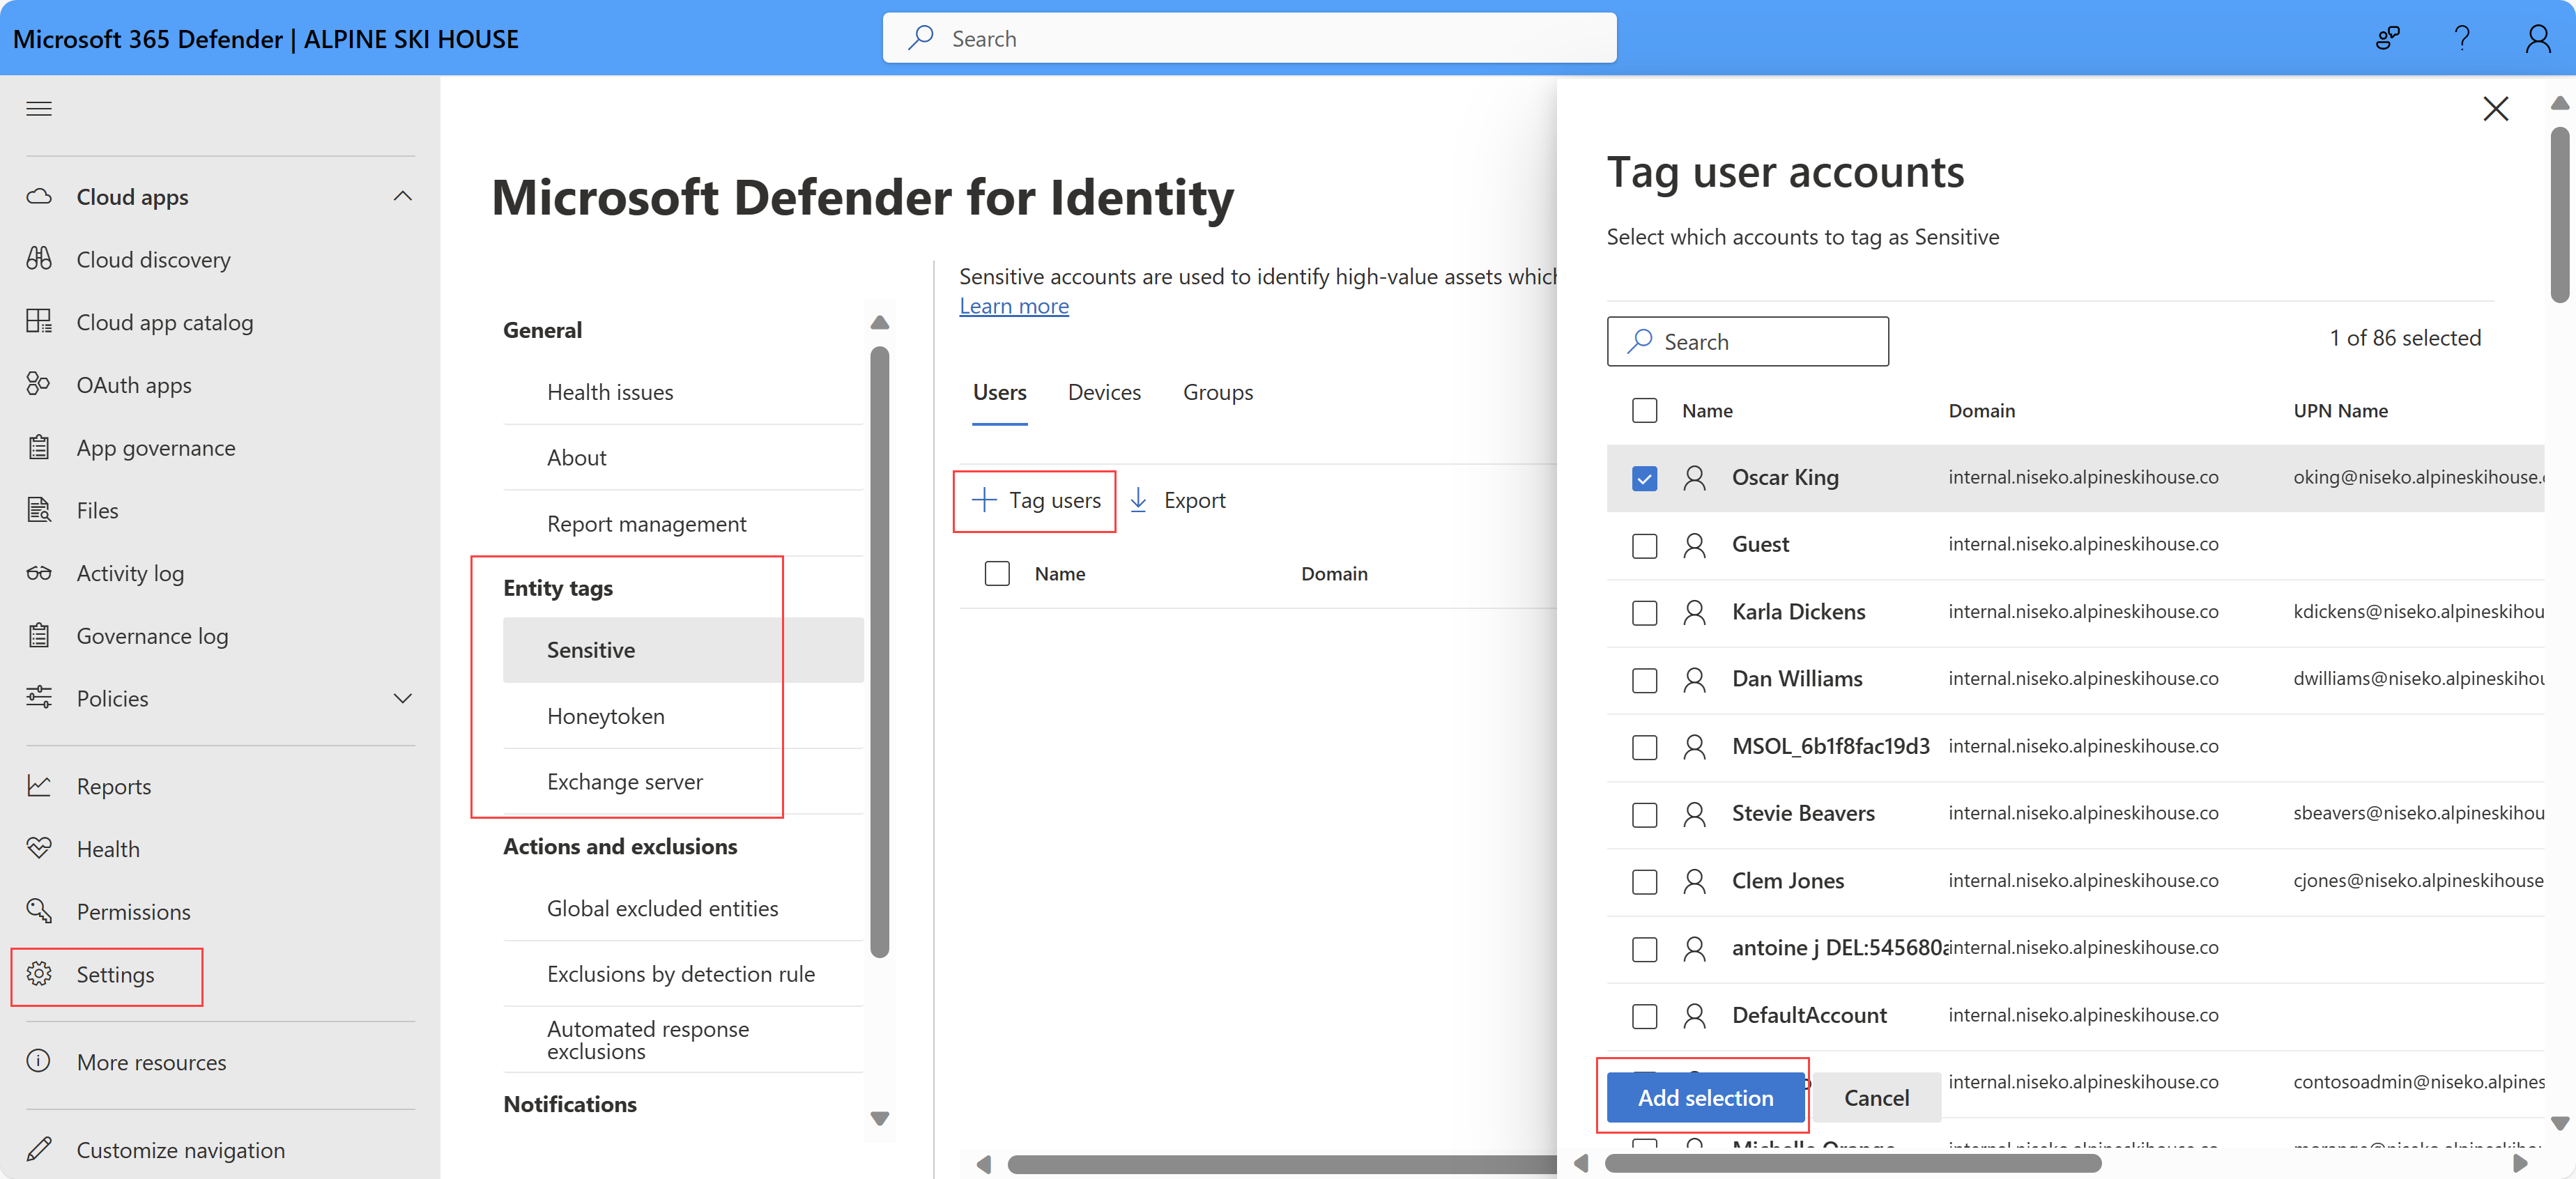 Microsoft 365 Defender | ALPINE SKI HOUSE
Search
Cloud apps
Cloud discovery
Cloud app catalog
OAuth apps
App governance
Files
Activity log
Governance log
Policies
Reports
Health
Permissions
Settings
More resources
Customize navigation
Microsoft Defender for Identity
General
Health issues
About
Report management
Entity tags
Sensitive
Honeytoken
Exchange server
Actions and exclusions
Global excluded entities
Exclusions by detection rule
Automated response
exclusions
Notifications
Sensitive accounts are used to identify high-value assets which
Learn more
Users Devices Groups
Tag users Export
Name Domain
Tag user accounts
Select which accounts to tag as Sensitive
Search 1 of 86 selected
Name Domain UPN Name
Oscar King internal.niseko.alpineskihouse.co oking@niseko.alpineskihouse.
Guest internal.niseko.alpineskihouse.co
Karla Dickens internal.niseko.alpineskihouse.co kdickens@niseko.alpineskihou
Dan Williams internal.niseko.alpineskihouse.co dwilliams@niseko.alpineskihou
MSOL_6b1f8fac19d3 internal.niseko.alpineskihouse.co
Stevie Beavers internal.niseko.alpineskihouse.co sbeavers@niseko.alpineskihou
Clem Jones internal.niseko.alpineskihouse.co cjones@niseko.alpineskihouse
antoine j DEL:545680 internal.niseko.alpineskihouse.co
DefaultAccount internal.niseko.alpineskihouse.co
internal.niseko.alpineskihouse.co contosoadmin@niseko.alpines
Add selection Cancel